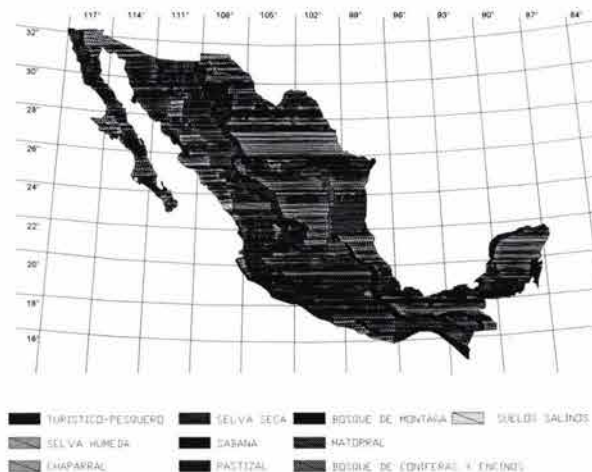 117° 114° 111° 108° 105° 102° 99° 96° 93° 90° 87° 84°
32°
30°
28°
26°
24°
22°
20°
18°
16°
TURISTICO-PESQUERO SELVA SECA BOSQUE DE MONTAÑA SUELOS SALINOS
SELVA HUMEDA SABANA MATORRAL
CHAPARRAL PASTIZAL BOSQUE DE CONIFERAS Y ENCINOS